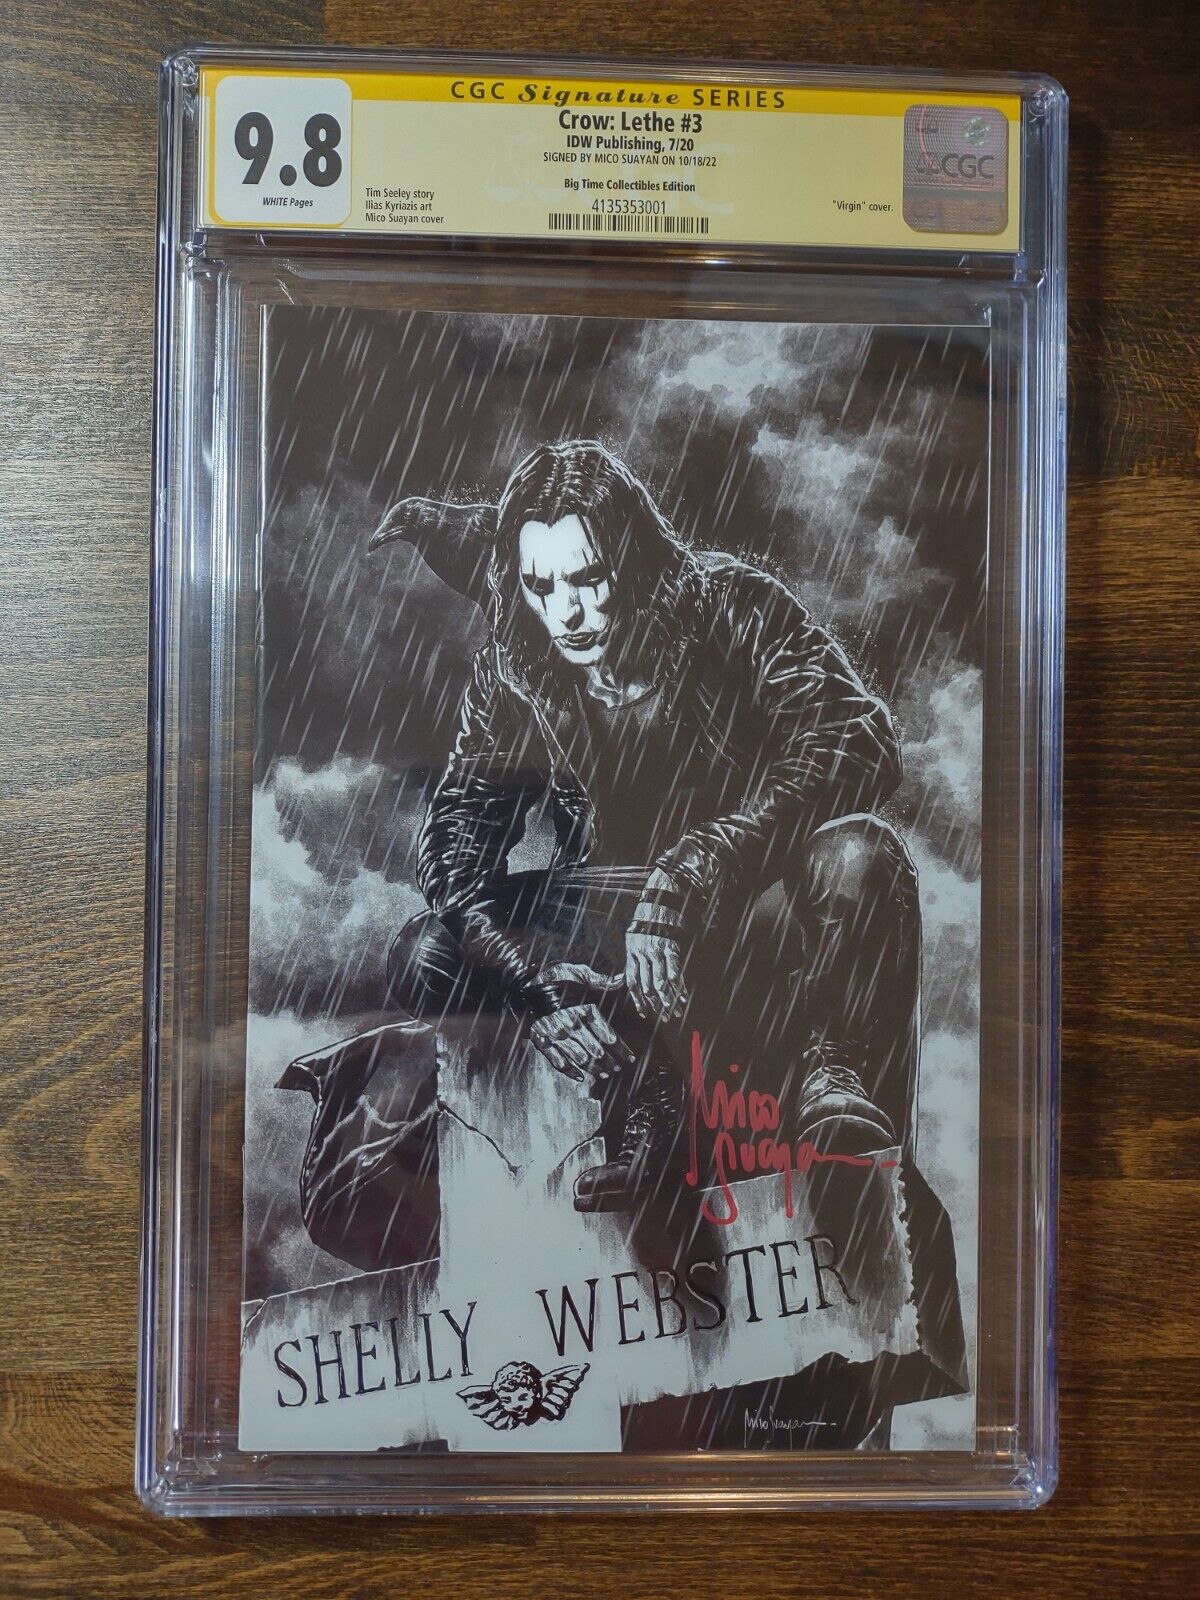 CGC Signature SERIES
9.8
WHITE Pages
Crow: Lethe #3
IDW Publishing, 7/20
SIGNED BY MICO SUAYAN ON 10/18/22
Tim Seeley story
Ilias Kyriazis art
Mico Suayan cover
Big Time Collectibles Edition
4135353001
"Virgin" cover.
CGC
Mico
Suayan
SHELLY WEBSTER
Mico Suayan